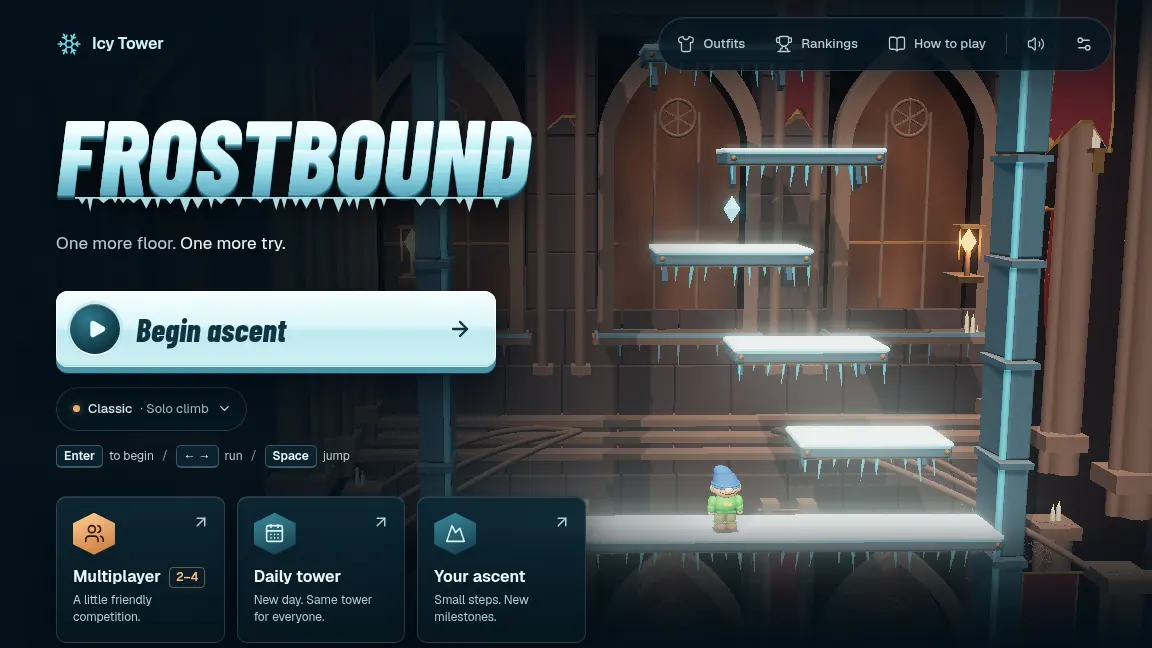 Icy Tower
Outfits
Rankings
How to play
FROSTBOUND
One more floor. One more try.
Begin ascent
Classic · Solo climb
Enter to begin / ← → run / Space jump
Multiplayer 2–4
A little friendly
competition.
Daily tower
New day. Same tower
for everyone.
Your ascent
Small steps. New
milestones.